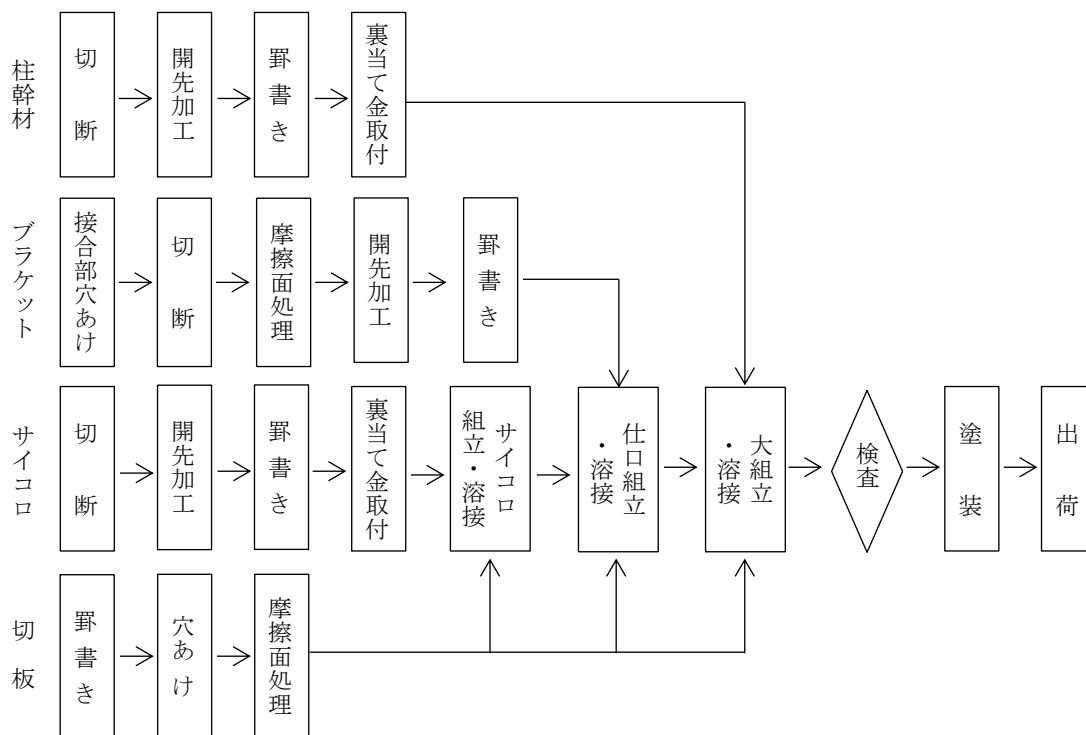 柱幹材
切断
開先加工
罫書き
裏当て金取付
ブラケット
接合部穴あけ
切断
摩擦面処理
開先加工
罫書き
サイコロ
切断
開先加工
罫書き
裏当て金取付
サイコロ
組立・溶接
仕口組立
・溶接
大組立
・溶接
検査
塗装
出荷
切板
罫書き
穴あけ
摩擦面処理